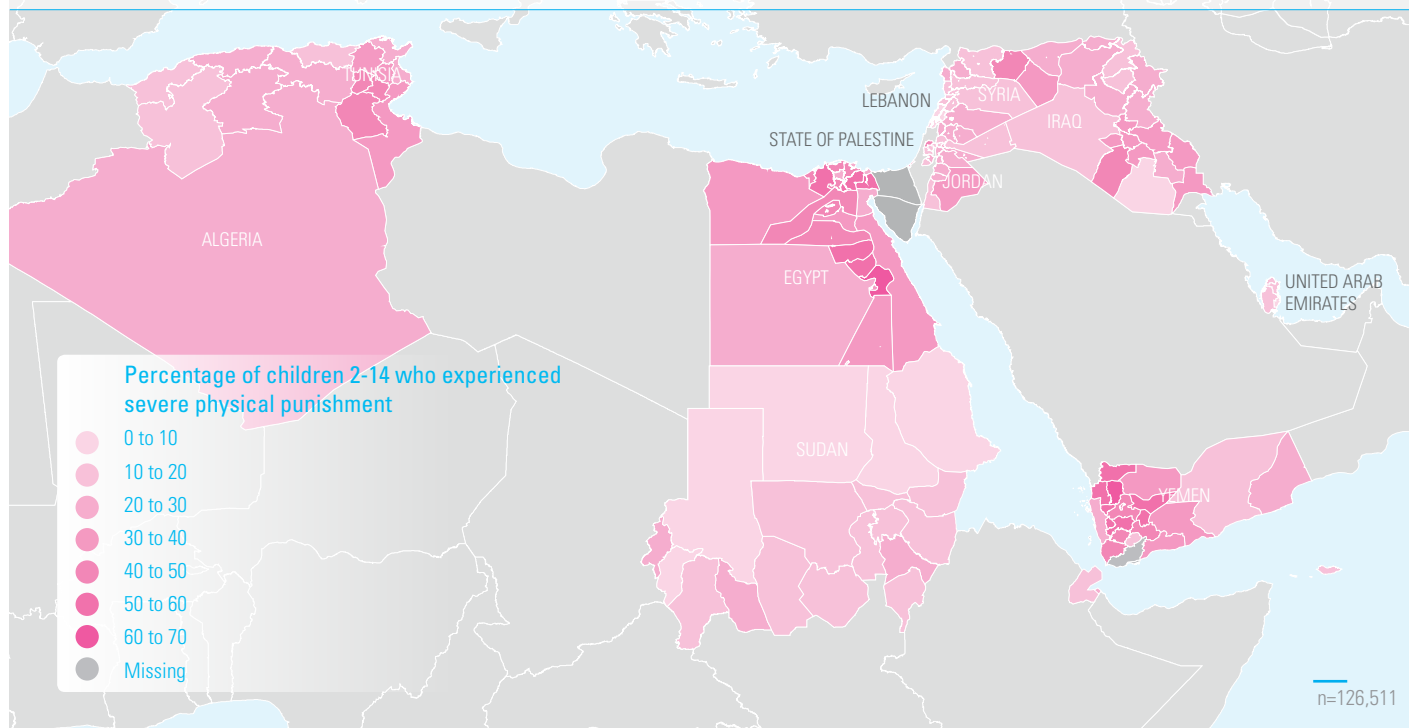 TUNISIA
LEBANON
SYRIA
IRAQ
STATE OF PALESTINE
JORDAN
ALGERIA
EGYPT
UNITED ARAB
EMIRATES
SUDAN
YEMEN
Percentage of children 2-14 who experienced
severe physical punishment
0 to 10
10 to 20
20 to 30
30 to 40
40 to 50
50 to 60
60 to 70
Missing
n=126,511